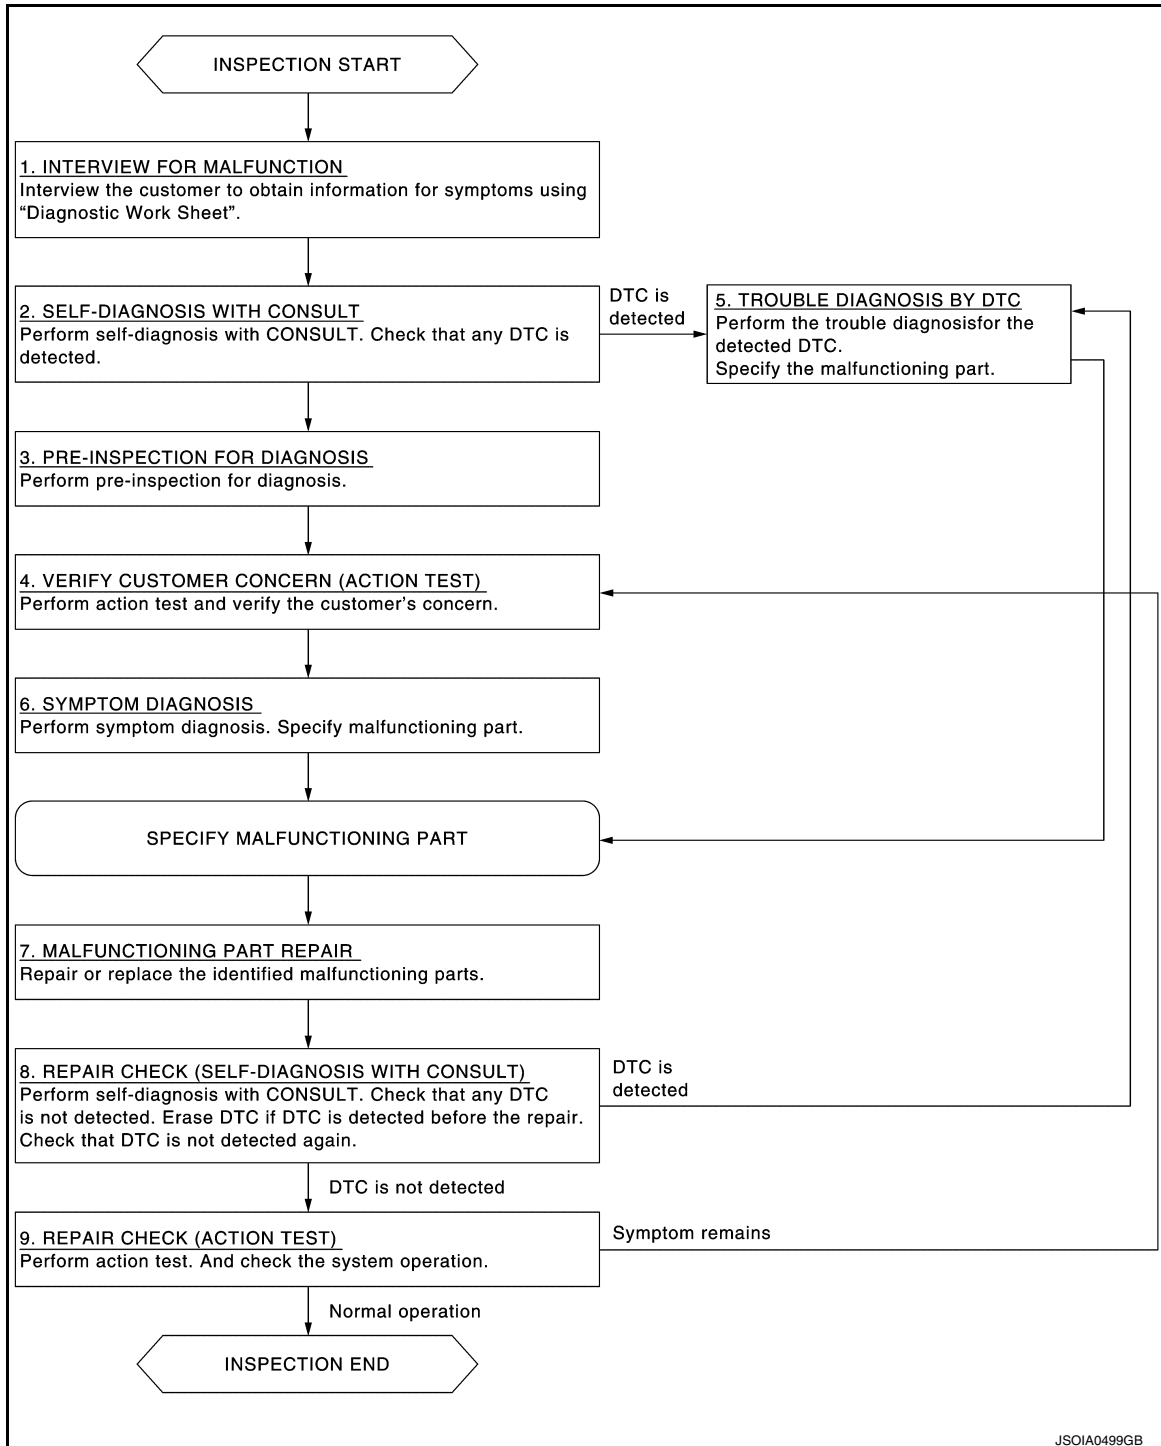 INSPECTION START
1. INTERVIEW FOR MALFUNCTION
Interview the customer to obtain information for symptoms using
“Diagnostic Work Sheet”.
2. SELF-DIAGNOSIS WITH CONSULT
Perform self-diagnosis with CONSULT. Check that any DTC is
detected.
DTC is
detected
5. TROUBLE DIAGNOSIS BY DTC
Perform the trouble diagnosisfor the
detected DTC.
Specify the malfunctioning part.
3. PRE-INSPECTION FOR DIAGNOSIS
Perform pre-inspection for diagnosis.
4. VERIFY CUSTOMER CONCERN (ACTION TEST)
Perform action test and verify the customer’s concern.
6. SYMPTOM DIAGNOSIS
Perform symptom diagnosis. Specify malfunctioning part.
SPECIFY MALFUNCTIONING PART
7. MALFUNCTIONING PART REPAIR
Repair or replace the identified malfunctioning parts.
8. REPAIR CHECK (SELF-DIAGNOSIS WITH CONSULT)
Perform self-diagnosis with CONSULT. Check that any DTC
is not detected. Erase DTC if DTC is detected before the repair.
Check that DTC is not detected again.
DTC is
detected
DTC is not detected
9. REPAIR CHECK (ACTION TEST)
Perform action test. And check the system operation.
Symptom remains
Normal operation
INSPECTION END
JSOIA0499GB